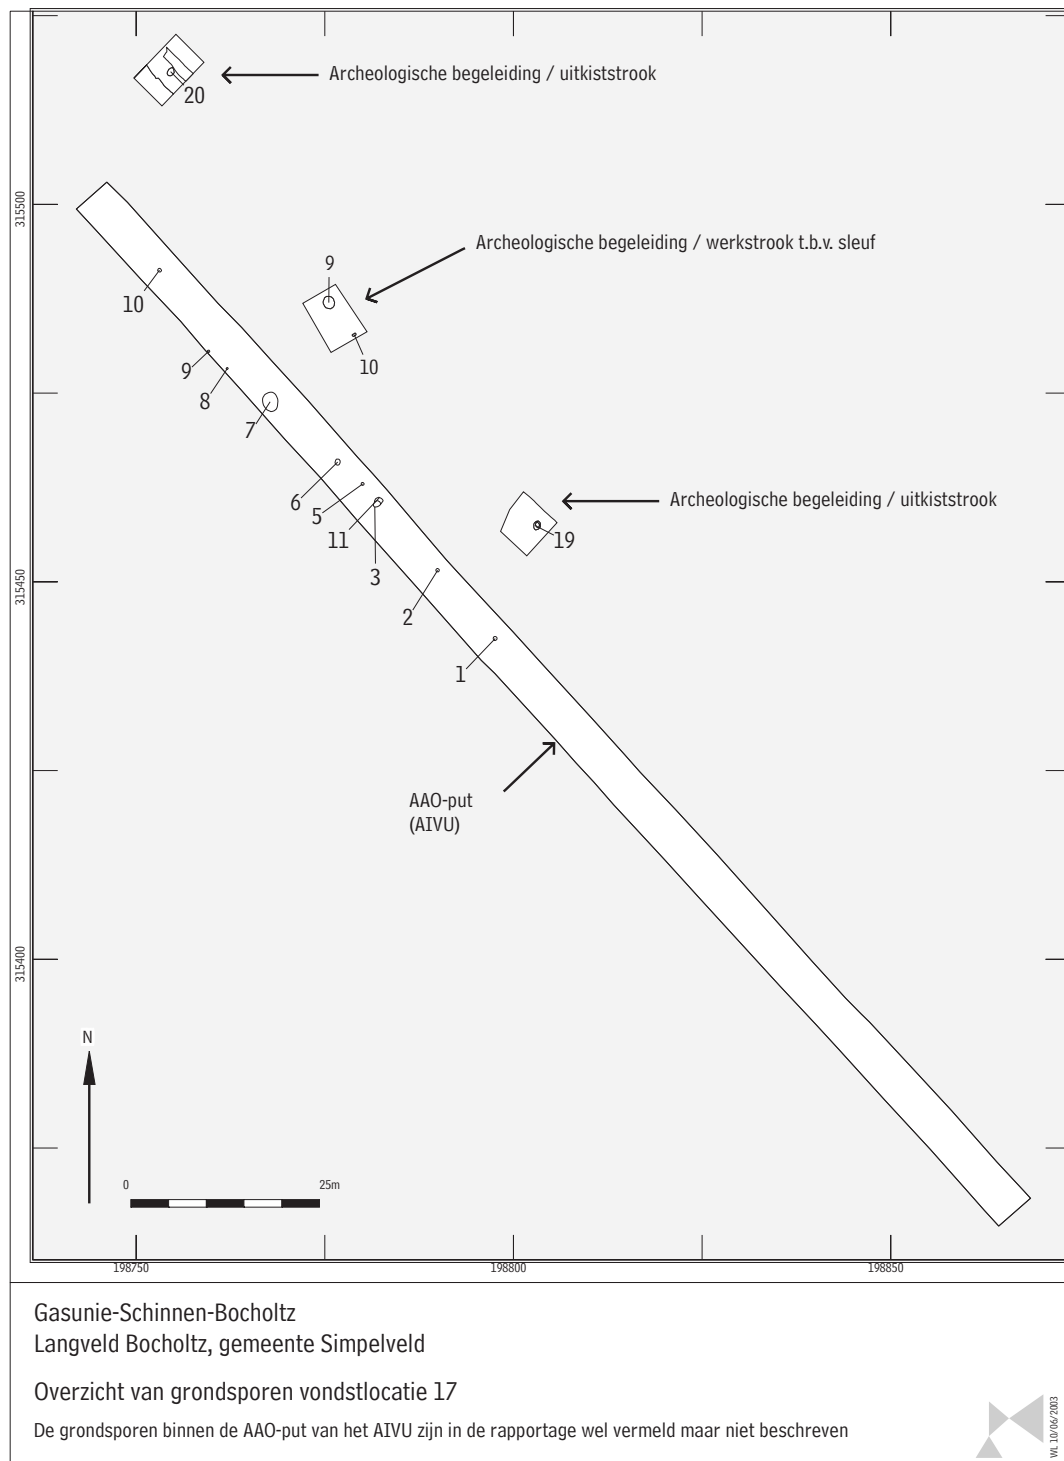 20
Archeologische begeleiding / uitkiststrook
315500
Archeologische begeleiding / werkstrook t.b.v. sleuf
9
10
10
9
8
7
6
5
11
3
Archeologische begeleiding / uitkiststrook
19
315450
2
1
AAO-put
(AIVU)
315400
N
0
25m
198750
198800
198850
Gasunie-Schinnen-Bocholtz
Langveld Bocholtz, gemeente Simpelveld
Overzicht van grondsporen vondstlocatie 17
De grondsporen binnen de AAO-put van het AIVU zijn in de rapportage wel vermeld maar niet beschreven
WL 10/06/2003